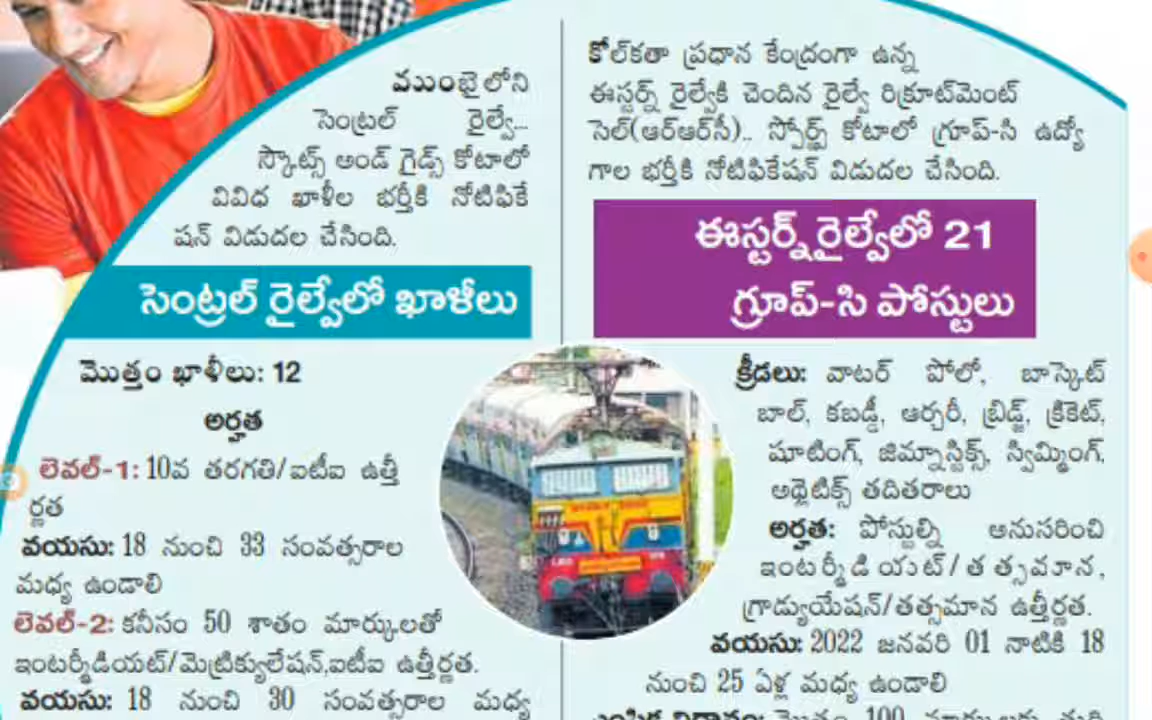 ముంబైలోని
సెంట్రల్ రైల్వే..
స్కౌట్స్ అండ్ గైడ్స్ కోటాలో
వివిధ ఖాళీల భర్తీకి నోటిఫికే
షన్ విడుదల చేసింది.
సెంట్రల్ రైల్వేలో ఖాళీలు
మొత్తం ఖాళీలు: 12
అర్హత
లెవల్-1: 10వ తరగతి/ఐటీఐ ఉత్తీ
ర్ణత
వయసు: 18 నుంచి 33 సంవత్సరాల
మధ్య ఉండాలి
లెవల్-2: కనీసం 50 శాతం మార్కులతో
ఇంటర్మీడియట్/మెట్రిక్యులేషన్,ఐటీఐ ఉత్తీర్ణత.
వయసు: 18 నుంచి 30 సంవత్సరాల మధ్య
కోల్‌కతా ప్రధాన కేంద్రంగా ఉన్న
ఈస్టర్న్ రైల్వేకి చెందిన రైల్వే రిక్రూట్‌మెంట్
సెల్(ఆర్ఆర్‌సీ).. స్పోర్ట్స్ కోటాలో గ్రూప్-సి ఉద్యో
గాల భర్తీకి నోటిఫికేషన్ విడుదల చేసింది.
ఈస్టర్న్ రైల్వేలో 21
గ్రూప్-సి పోస్టులు
క్రీడలు: వాటర్ పోలో, బాస్కెట్
బాల్, కబడ్డీ, ఆర్చరీ, బ్రిడ్జ్, క్రికెట్,
షూటింగ్, జిమ్నాస్టిక్స్, స్విమ్మింగ్,
అథ్లెటిక్స్ తదితరాలు
అర్హత: పోస్టుల్ని అనుసరించి
ఇంటర్మీడియట్/తత్సమాన,
గ్రాడ్యుయేషన్/తత్సమాన ఉత్తీర్ణత.
వయసు: 2022 జనవరి 01 నాటికి 18
నుంచి 25 ఏళ్ల మధ్య ఉండాలి
ఎంపిక విధానం: మొత్తం 100 మార్కులకు